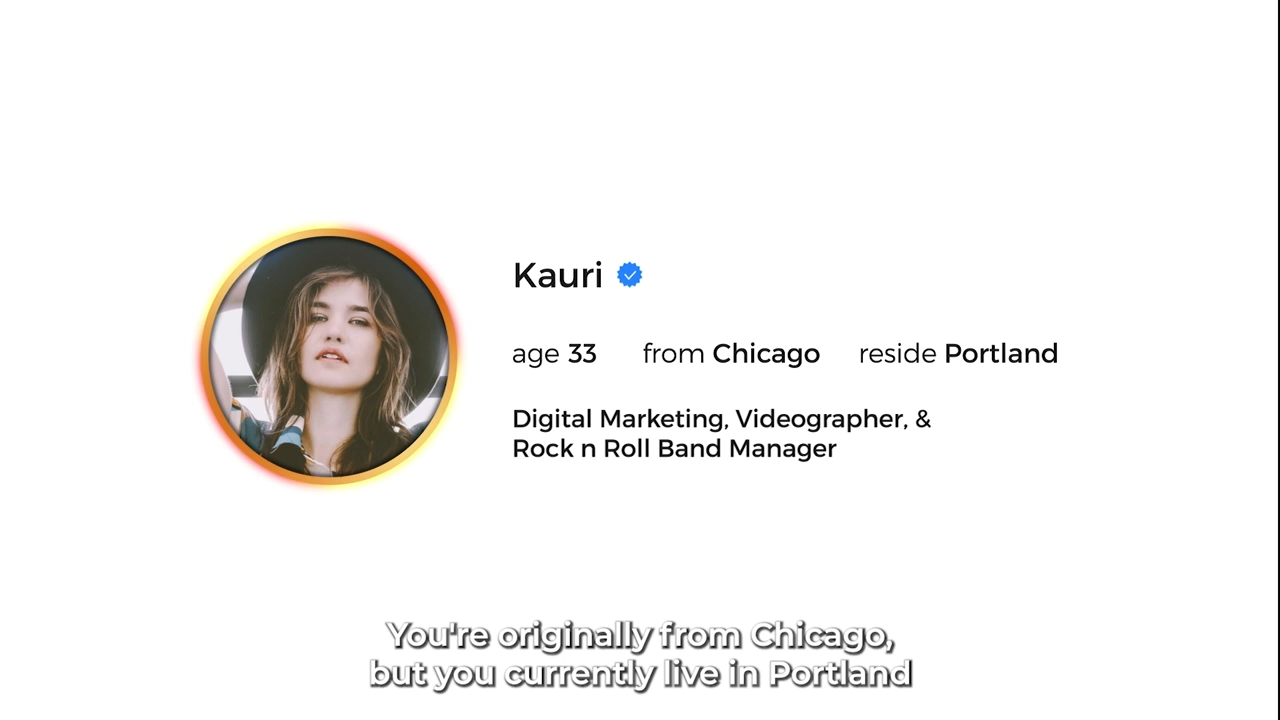 Kauri
age 33 from Chicago reside Portland
Digital Marketing, Videographer, &
Rock n Roll Band Manager
You're originally from Chicago,
but you currently live in Portland